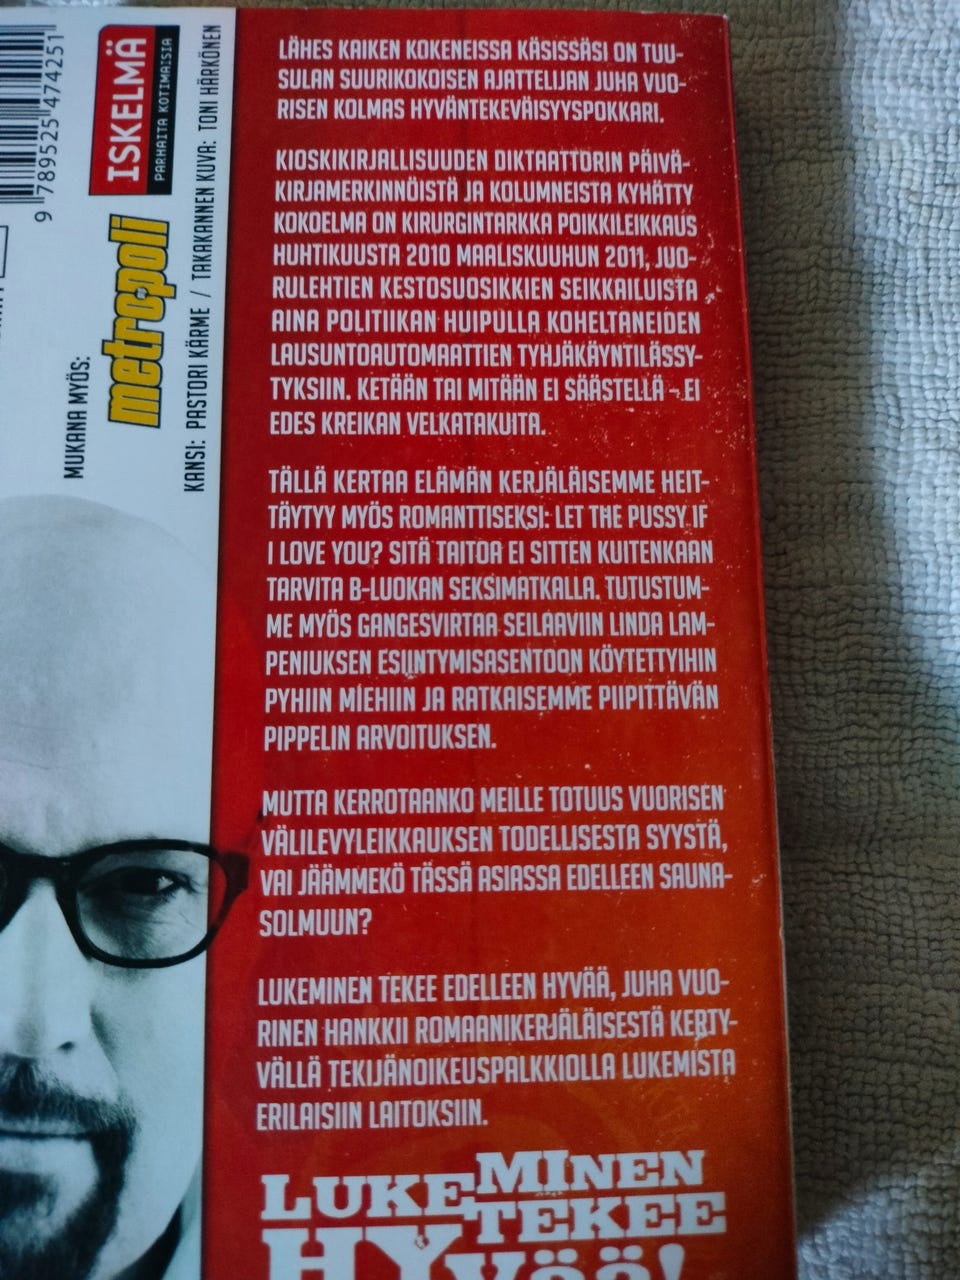 LÄHES KAIKEN KOKENEISSA KÄSISSÄSI ON TUU-
SULAN SUURIKOKOISEN AJATTELIJAN JUHA VUO-
RISEN KOLMAS HYVÄNTEKEVÄISYYSPOKKARI.
KIOSKIKIRJALLISUUDEN DIKTAATTORIN PÄIVÄ-
KIRJAMERKINNÖISTÄ JA KOLUMNEISTA KYHÄTTY
KOKOELMA ON KIRURGINTARKKA POIKKILEIKKAUS
HUHTIKUUSTA 2010 MAALISKUUHUN 2011, JUO-
RULEHTIEN KESTOSUOSIKKIEN SEIKKAILUISTA
AINA POLITIIKAN HUIPULLA KOHELTANEIDEN
LAUSUNTOAUTOMAATTIEN TYHJÄKÄYNTILÄSSY-
TYKSIIN. KETÄÄN TAI MITÄÄN EI SÄÄSTELLÄ – EI
EDES KREIKAN VELKATAKUITA.
TÄLLÄ KERTAA ELÄMÄN KERJÄLÄISEMME HEIT-
TÄYTYY MYÖS ROMANTTISEKSI: LET THE PUSSY IF
I LOVE YOU? SITÄ TAITOA EI SITTEN KUITENKAAN
TARVITA B-LUOKAN SEKSIMATKALLA. TUTUSTUM-
ME MYÖS GANGESVIRTAA SEILAAVIIN LINDA LAM-
PENIUKSEN ESIINTYMISASENTOON KÖYTETTYIHIN
PYHIIN MIEHIIN JA RATKAISEMME PIIPITTÄVÄN
PIPPELIN ARVOITUKSEN.
MUTTA KERROTAANKO MEILLE TOTUUS VUORISEN
VÄLILEVYLEIKKAUKSEN TODELLISESTA SYYSTÄ,
VAI JÄÄMMEKÖ TÄSSÄ ASIASSA EDELLEEN SAUNA-
SOLMUUN?
LUKEMINEN TEKEE EDELLEEN HYVÄÄ, JUHA VUO-
RINEN HANKKII ROMAANIKERJÄLÄISESTÄ KERTY-
VÄLLÄ TEKIJÄNOIKEUSPALKKIOLLA LUKEMISTA
ERILAISIIN LAITOKSIIN.
LUKEMINEN
TEKEE
HYVÄÄ!
9 789525 474251
ISKELMÄ
PARHAITA KOTIMAISIA
MUKANA MYÖS:
metropoli
KANSI: PASTORI KÄRME / TAKAKANNEN KUVA: TONI HÄRKÖNEN